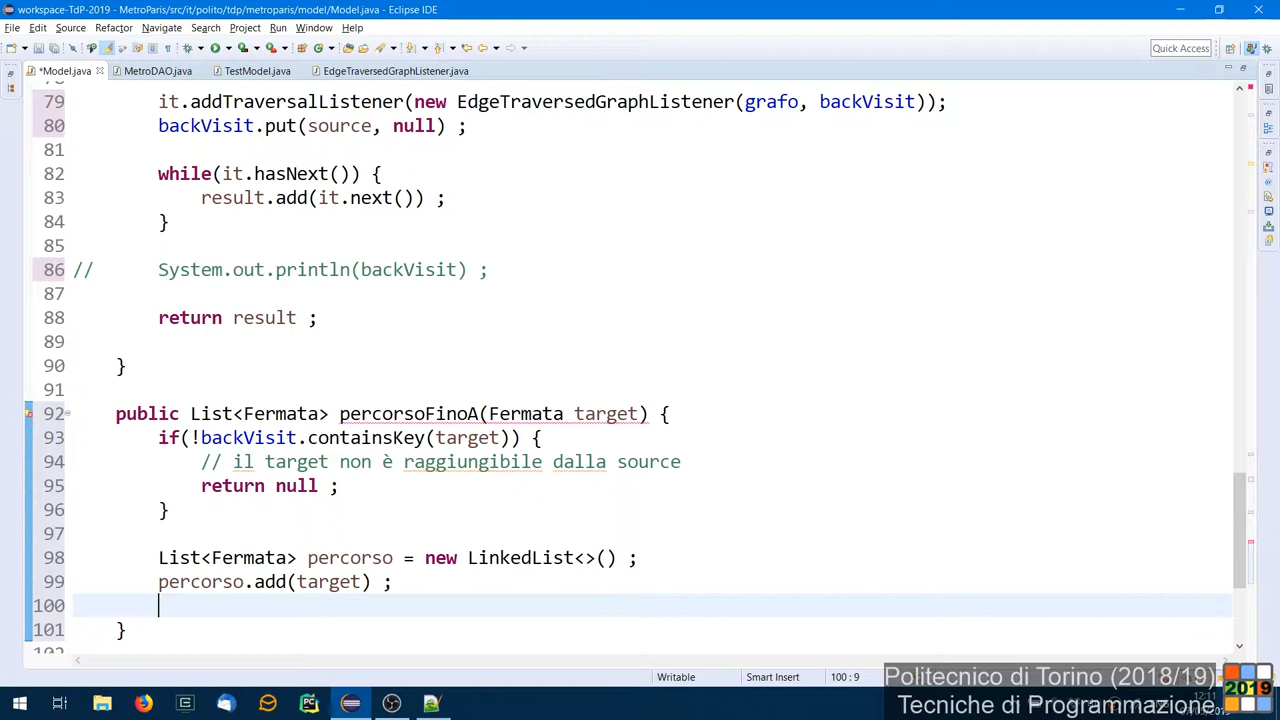 workspace-TdP-2019 - MetroParis/src/it/polito/tdp/metroparis/model/Model.java - Eclipse IDE
File Edit Source Refactor Navigate Search Project Run Window Help
Quick Access
*Model.java MetroDAO.java TestModel.java EdgeTraversedGraphListener.java
79 it.addTraversalListener(new EdgeTraversedGraphListener(grafo, backVisit));
80 backVisit.put(source, null) ;
81
82 while(it.hasNext()) {
83 result.add(it.next()) ;
84 }
85
86 // System.out.println(backVisit) ;
87
88 return result ;
89
90 }
91
92 public List<Fermata> percorsoFinoA(Fermata target) {
93 if(!backVisit.containsKey(target)) {
94 // il target non è raggiungibile dalla source
95 return null ;
96 }
97
98 List<Fermata> percorso = new LinkedList<>() ;
99 percorso.add(target) ;
100
101 }
Writable Smart Insert 100 : 9
Politecnico di Torino (2018/19)
Tecniche di Programmazione
2019
12:11